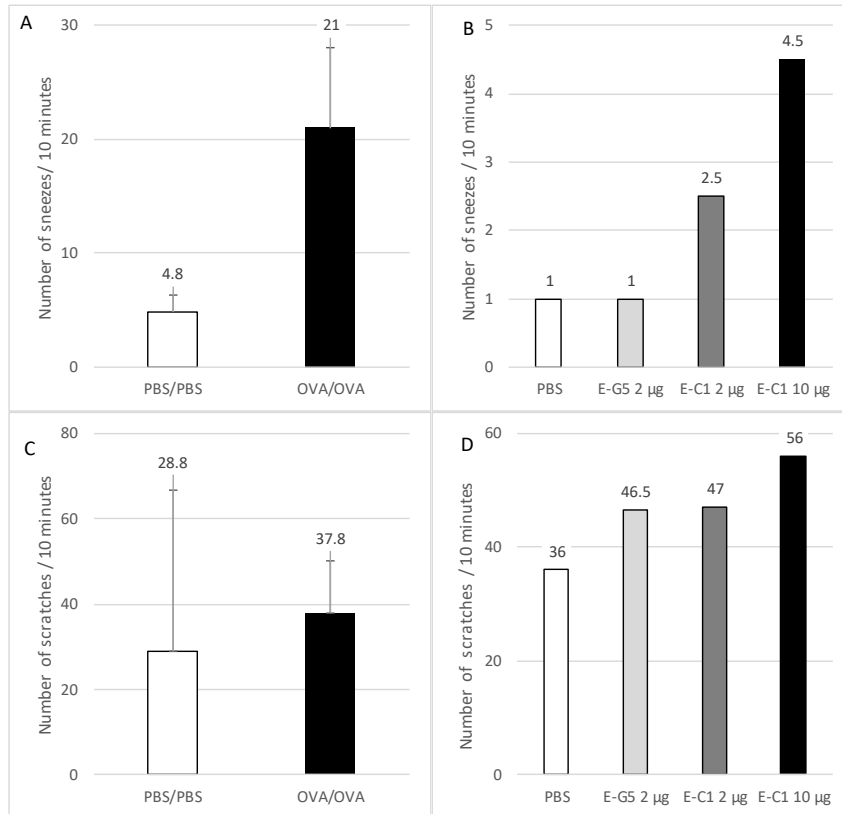 A
Number of sneezes/ 10 minutes
30
20
10
0
21
4.8
PBS/PBS
OVA/OVA
B
Number of sneezes / 10 minutes
5
4
3
2
1
0
1
1
2.5
4.5
PBS
E-G5 2 µg
E-C1 2 µg
E-C1 10 µg
C
Number of scratches / 10 minutes
80
60
40
20
0
28.8
37.8
PBS/PBS
OVA/OVA
D
Number of scratches / 10 minutes
60
40
20
0
36
46.5
47
56
PBS
E-G5 2 µg
E-C1 2 µg
E-C1 10 µg